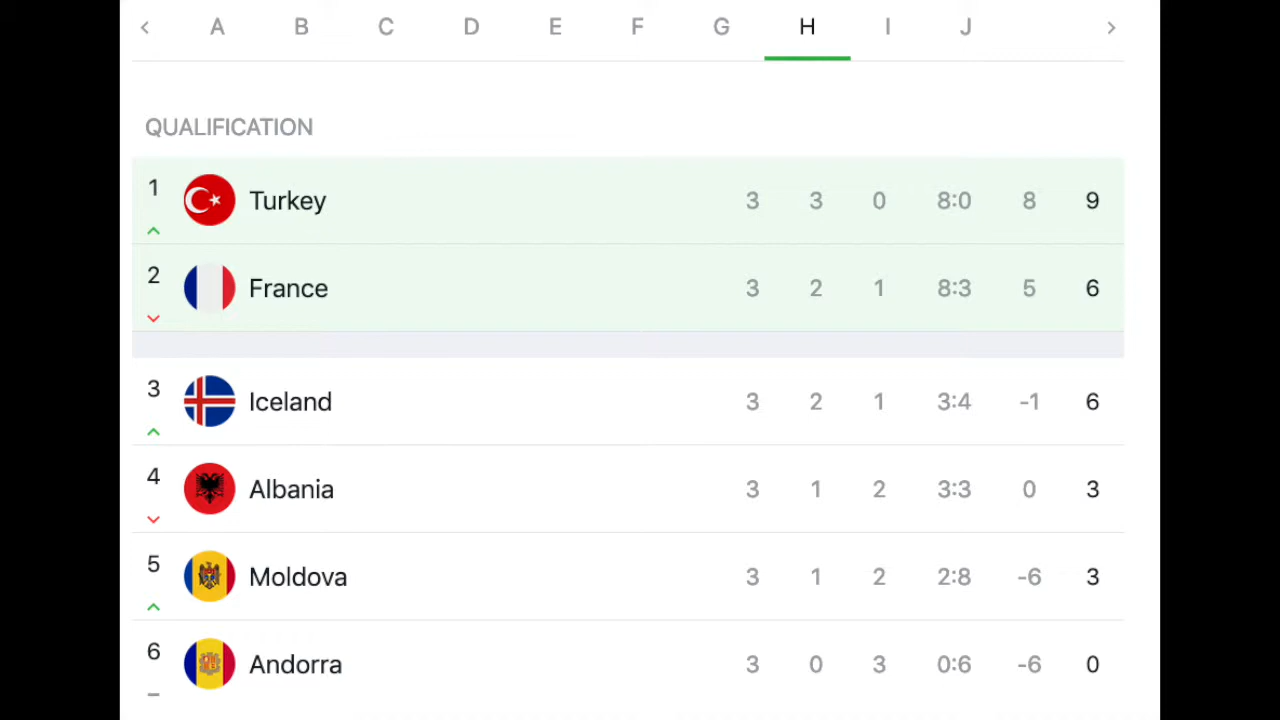 A B C D E F G H I J
QUALIFICATION
1 Turkey 3 3 0 8:0 8 9
2 France 3 2 1 8:3 5 6
3 Iceland 3 2 1 3:4 -1 6
4 Albania 3 1 2 3:3 0 3
5 Moldova 3 1 2 2:8 -6 3
6 Andorra 3 0 3 0:6 -6 0